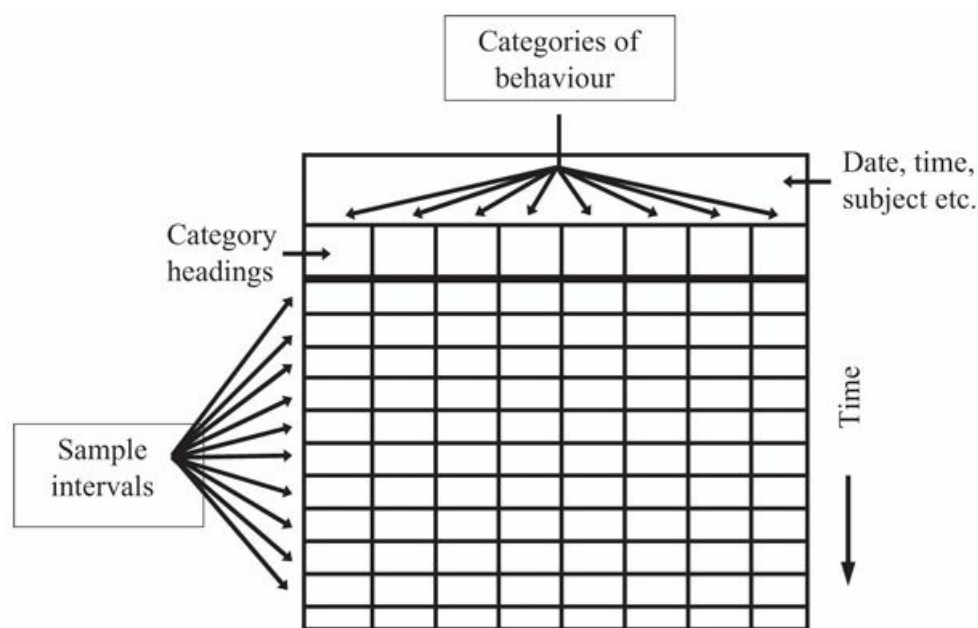 Categories of
behaviour
Date, time,
subject etc.
Category
headings
Sample
intervals
Time